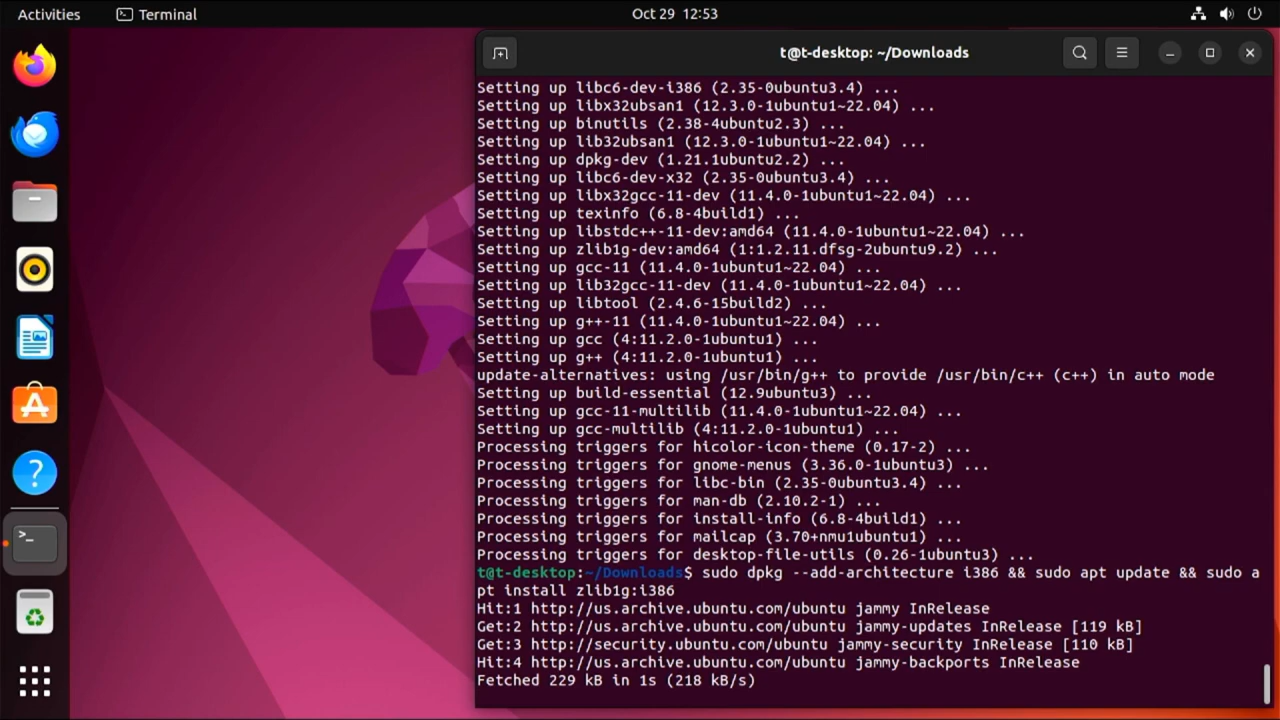 Activities
Terminal
Oct 29 12:53
t@t-desktop: ~/Downloads
Setting up libc6-dev-i386 (2.35-0ubuntu3.4) ...
Setting up libx32ubsan1 (12.3.0-1ubuntu1~22.04) ...
Setting up binutils (2.38-4ubuntu2.3) ...
Setting up lib32ubsan1 (12.3.0-1ubuntu1~22.04) ...
Setting up dpkg-dev (1.21.1ubuntu2.2) ...
Setting up libc6-dev-x32 (2.35-0ubuntu3.4) ...
Setting up libx32gcc-11-dev (11.4.0-1ubuntu1~22.04) ...
Setting up texinfo (6.8-4build1) ...
Setting up libstdc++-11-dev:amd64 (11.4.0-1ubuntu1~22.04) ...
Setting up zlib1g-dev:amd64 (1:1.2.11.dfsg-2ubuntu9.2) ...
Setting up gcc-11 (11.4.0-1ubuntu1~22.04) ...
Setting up lib32gcc-11-dev (11.4.0-1ubuntu1~22.04) ...
Setting up libtool (2.4.6-15build2) ...
Setting up g++-11 (11.4.0-1ubuntu1~22.04) ...
Setting up gcc (4:11.2.0-1ubuntu1) ...
Setting up g++ (4:11.2.0-1ubuntu1) ...
update-alternatives: using /usr/bin/g++ to provide /usr/bin/c++ (c++) in auto mode
Setting up build-essential (12.9ubuntu3) ...
Setting up gcc-11-multilib (11.4.0-1ubuntu1~22.04) ...
Setting up gcc-multilib (4:11.2.0-1ubuntu1) ...
Processing triggers for hicolor-icon-theme (0.17-2) ...
Processing triggers for gnome-menus (3.36.0-1ubuntu3) ...
Processing triggers for libc-bin (2.35-0ubuntu3.4) ...
Processing triggers for man-db (2.10.2-1) ...
Processing triggers for install-info (6.8-4build1) ...
Processing triggers for mailcap (3.70+nmu1ubuntu1) ...
Processing triggers for desktop-file-utils (0.26-1ubuntu3) ...
t@t-desktop:~/Downloads$ sudo dpkg --add-architecture i386 && sudo apt update && sudo a
pt install zlib1g:i386
Hit:1 http://us.archive.ubuntu.com/ubuntu jammy InRelease
Get:2 http://us.archive.ubuntu.com/ubuntu jammy-updates InRelease [119 kB]
Get:3 http://security.ubuntu.com/ubuntu jammy-security InRelease [110 kB]
Hit:4 http://us.archive.ubuntu.com/ubuntu jammy-backports InRelease
Fetched 229 kB in 1s (218 kB/s)